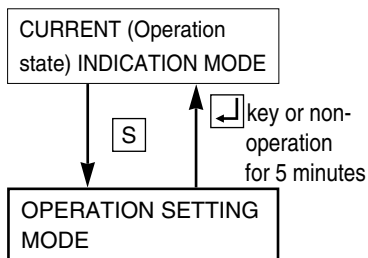 CURRENT (Operation
state) INDICATION MODE
S
↵ key or non-
operation
for 5 minutes
OPERATION SETTING
MODE